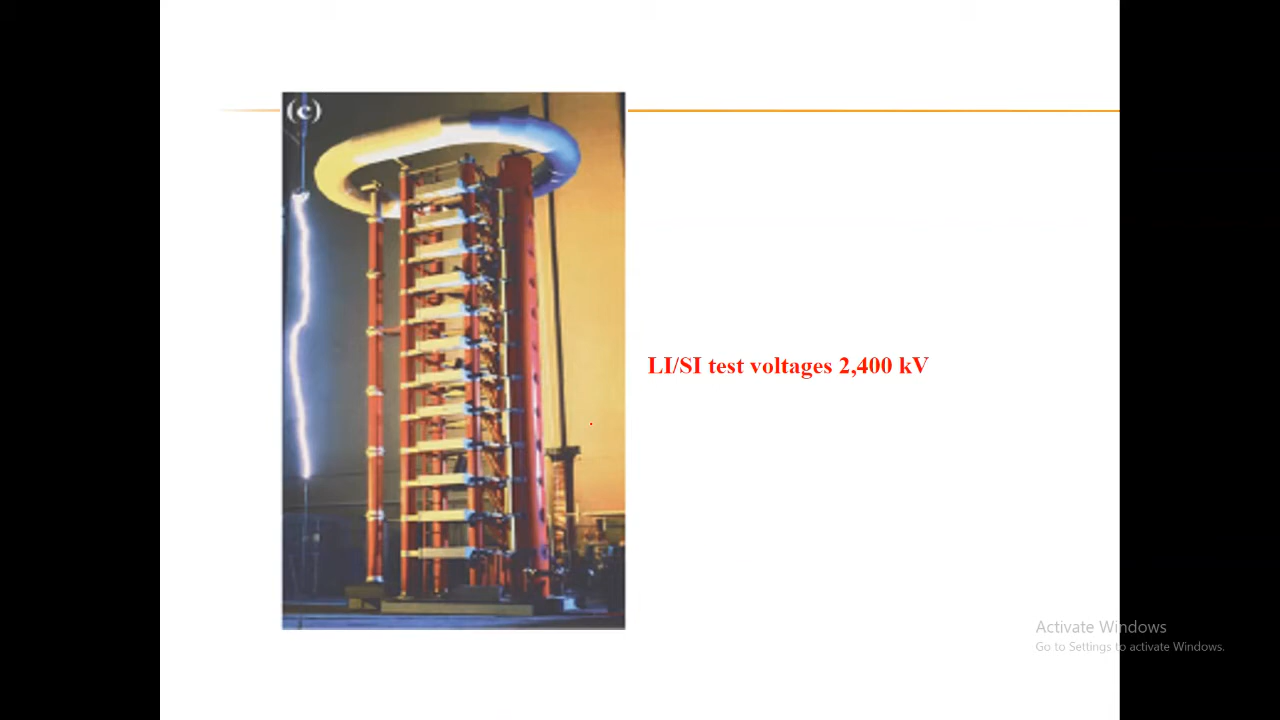 (c)
LI/SI test voltages 2,400 kV
Activate Windows
Go to Settings to activate Windows.